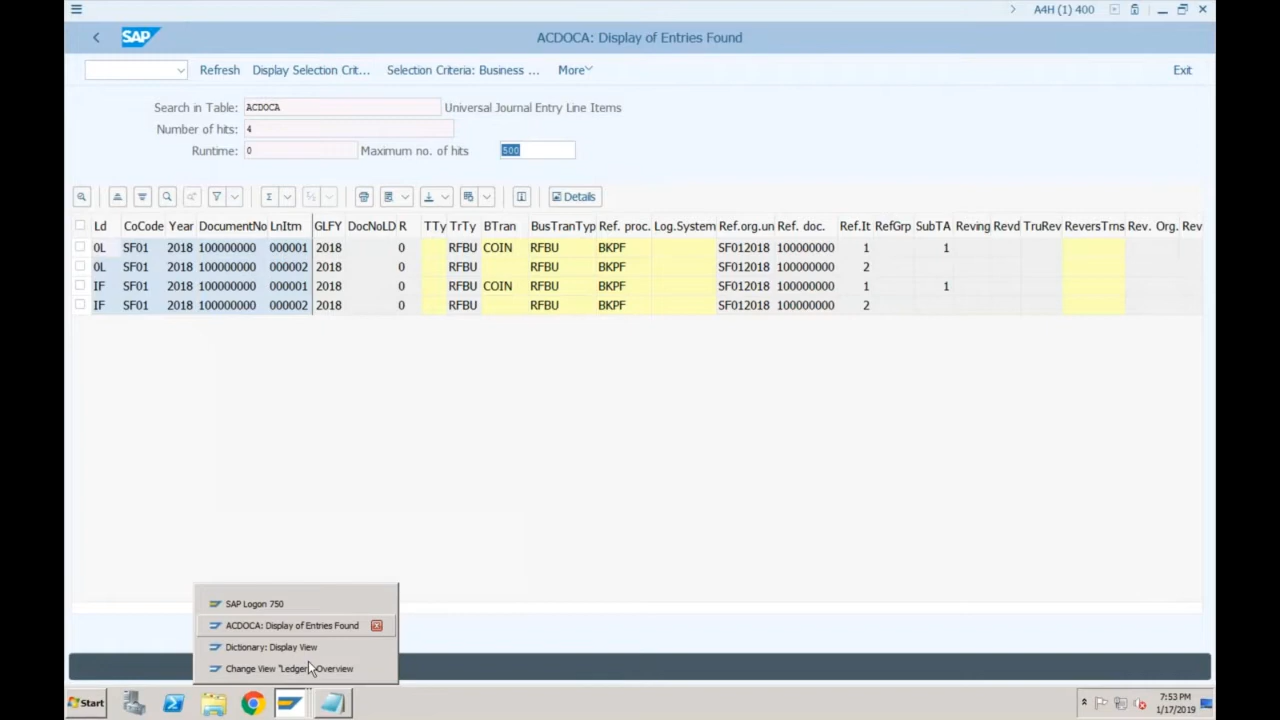 A4H (1) 400
SAP
ACDOCA: Display of Entries Found
Refresh Display Selection Crit... Selection Criteria: Business ... More Exit
Search in Table: ACDOCA Universal Journal Entry Line Items
Number of hits: 4
Runtime: 0 Maximum no. of hits 500
Σ Details
Ld CoCode Year DocumentNo LnItm GLFY DocNoLD R TTy TrTy BTran BusTranTyp Ref. proc. Log.System Ref.org.un Ref. doc. Ref.It RefGrp SubTA Reving Revd TruRev ReversTrns Rev. Org. Rev
0L SF01 2018 100000000 000001 2018 0 RFBU COIN RFBU BKPF SF012018 100000000 1 1
0L SF01 2018 100000000 000002 2018 0 RFBU RFBU BKPF SF012018 100000000 2
IF SF01 2018 100000000 000001 2018 0 RFBU COIN RFBU BKPF SF012018 100000000 1 1
IF SF01 2018 100000000 000002 2018 0 RFBU RFBU BKPF SF012018 100000000 2
SAP Logon 750
ACDOCA: Display of Entries Found
Dictionary: Display View
Change View "Ledger Overview
Start
7:53 PM
1/17/2019